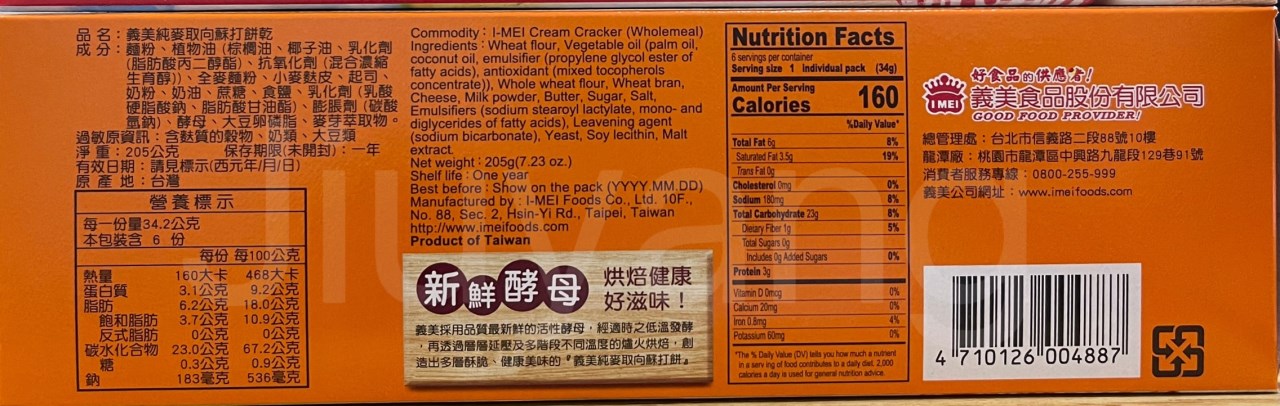 品 名：義美純麥取向蘇打餅乾
成 分：麵粉、植物油 (棕櫚油、椰子油、乳化劑
(脂肪酸丙二醇酯)、抗氧化劑 (混合濃縮
生育醇))、全麥麵粉、小麥麩皮、起司、
奶粉、奶油、蔗糖、食鹽、乳化劑 (乳酸
硬脂酸鈉、脂肪酸甘油酯)、膨脹劑 (碳酸
氫鈉)、酵母、大豆卵磷脂、麥芽萃取物。
過敏原資訊：含麩質的穀物、奶類、大豆類
淨 重：205公克 保存期限(未開封)：一年
有效日期：請見標示(西元年/月/日)
原 產 地：台灣
營養標示
每一份量34.2公克
本包裝含 6 份
每份 每100公克
熱量 160大卡 468大卡
蛋白質 3.1公克 9.2公克
脂肪 6.2公克 18.0公克
飽和脂肪 3.7公克 10.9公克
反式脂肪 0公克 0公克
碳水化合物 23.0公克 67.2公克
糖 0.3公克 0.9公克
鈉 183毫克 536毫克
Commodity：I-MEI Cream Cracker (Wholemeal)
Ingredients：Wheat flour, Vegetable oil (palm oil,
coconut oil, emulsifier (propylene glycol ester of
fatty acids), antioxidant (mixed tocopherols
concentrate)), Whole wheat flour, Wheat bran,
Cheese, Milk powder, Butter, Sugar, Salt,
Emulsifiers (sodium stearoyl lactylate, mono- and
diglycerides of fatty acids), Leavening agent
(sodium bicarbonate), Yeast, Soy lecithin, Malt
extract.
Net weight：205g(7.23 oz.)
Shelf life：One year
Best before：Show on the pack (YYYY.MM.DD)
Manufactured by：I-MEI Foods Co., Ltd. 10F.,
No. 88, Sec. 2, Hsin-Yi Rd., Taipei, Taiwan
http://www.imeifoods.com
Product of Taiwan
新鮮酵母 烘焙健康
好滋味！
義美採用品質最新鮮的活性酵母，經適時之低溫發酵
，再透過層層延壓及多階段不同溫度的爐火烘焙，創
造出多層酥脆、健康美味的『義美純麥取向蘇打餅』
Nutrition Facts
6 servings per container
Serving size 1 individual pack (34g)
Amount Per Serving
Calories 160
%Daily Value*
Total Fat 6g 8%
Saturated Fat 3.5g 19%
Trans Fat 0g
Cholesterol 0mg 0%
Sodium 180mg 8%
Total Carbohydrate 23g 8%
Dietary Fiber 1g 5%
Total Sugars 0g
Includes 0g Added Sugars 0%
Protein 3g
Vitamin D 0mcg 0%
Calcium 20mg 0%
Iron 0.8mg 4%
Potassium 60mg 0%
*The % Daily Value (DV) tells you how much a nutrient
in a serv ing of food contributes to a daily diet. 2,000
calories a day is used for general nutrition advice.
好食品的供應者!
I MEI 義美食品股份有限公司
GOOD FOOD PROVIDER!
總管理處：台北市信義路二段88號10樓
龍潭廠：桃園市龍潭區中興路九龍段129巷91號
消費者服務專線：0800-255-999
義美公司網址：www.imeifoods.com
4 710126 004887